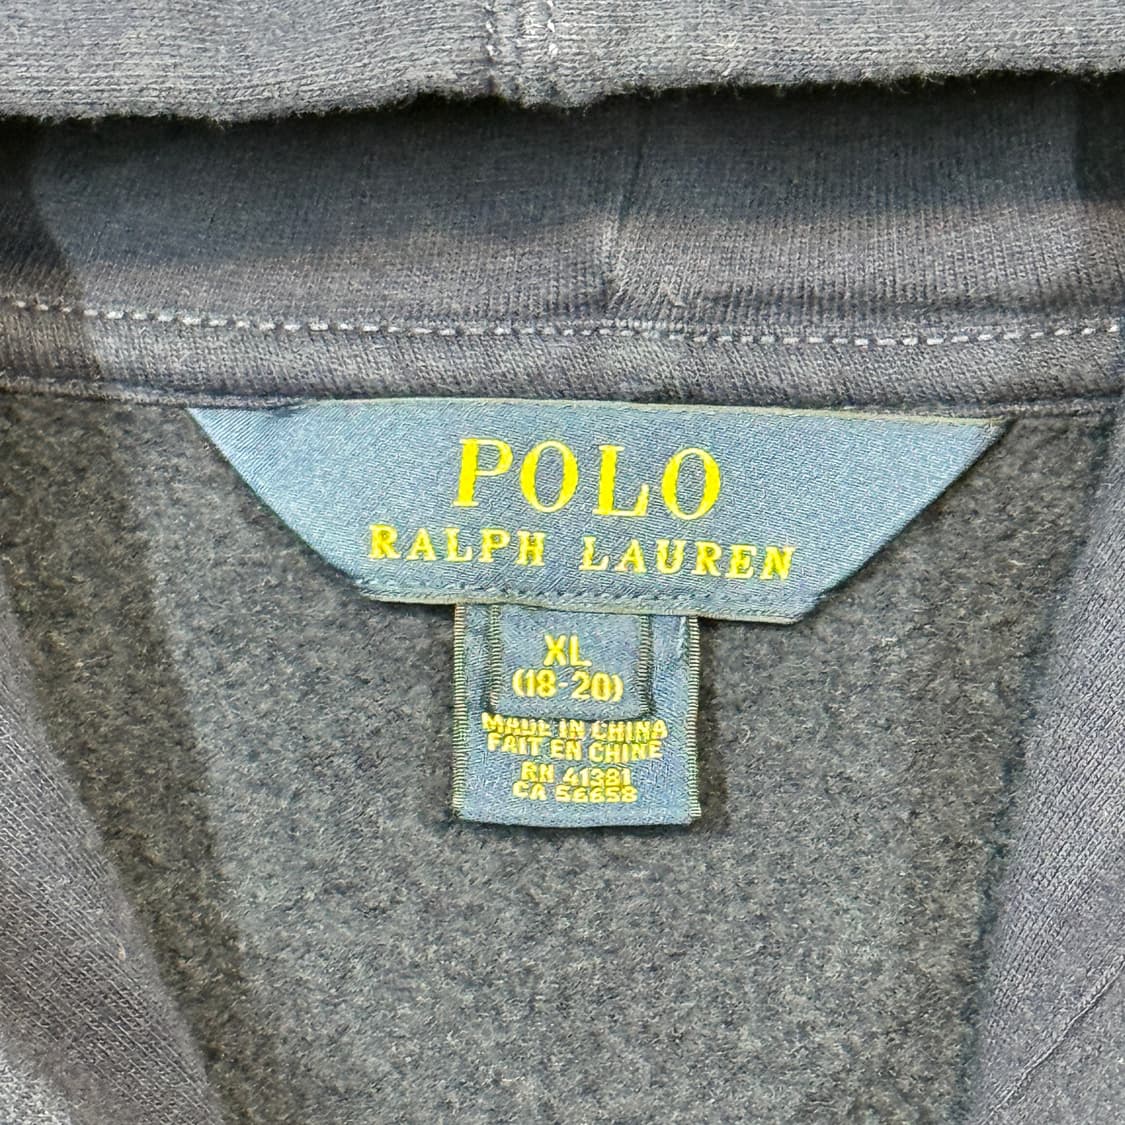 POLO
RALPH LAUREN
XL
(18-20)
MADE IN CHINA
FAIT EN CHINE
RN 41381
CA 56658